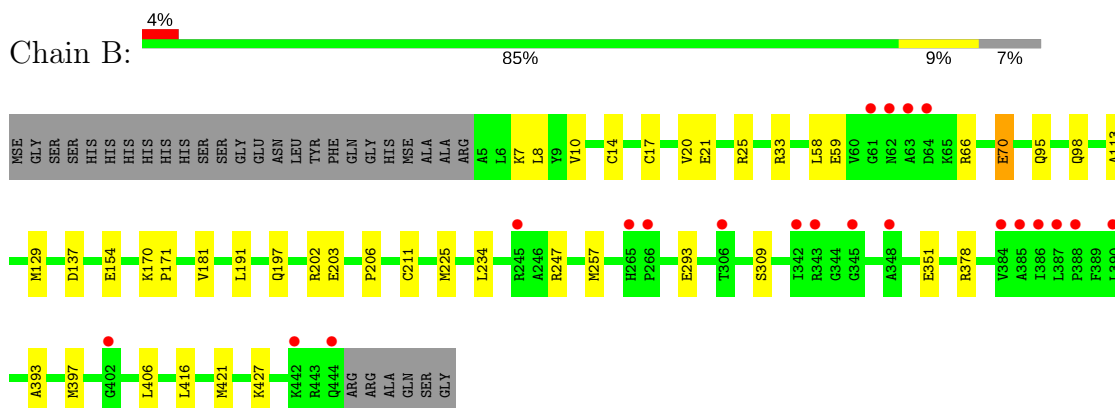 4%
Chain B:
85% 9% 7%
MSE GLY SER SER HIS HIS HIS HIS HIS HIS SER SER GLY GLU ASN LEU TYR PHE GLN GLY HIS MSE ALA ALA ARG A5 L6 K7 L8 Y9 V10 C14 C17 V20 E21 R25 R33 L58 E59 V60 G61 N62 A63 D64 K65 R66 E70 Q95 Q98 A113
M129 D137 E154 K170 P171 V181 L191 Q197 R202 E203 P206 C211 M225 L234 R245 A246 R247 M257 H265 P266 E293 T306 S309 I342 R343 G344 G345 A348 E351 R378 V384 A385 I386 L387 P388 F389 L390
A393 M397 G402 L406 L416 M421 K427 K442 R443 Q444 ARG ARG ALA GLN SER GLY